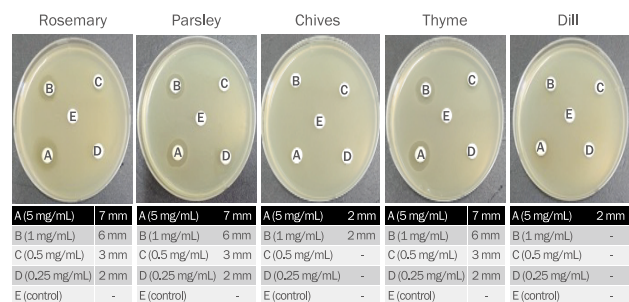 Rosemary Parsley Chives Thyme Dill
B C B C B C B C B C
E E E E E
A D A D A D A D A D
A (5 mg/mL) 7 mm A (5 mg/mL) 7 mm A (5 mg/mL) 2 mm A (5 mg/mL) 7 mm A (5 mg/mL) 2 mm
B (1 mg/mL) 6 mm B (1 mg/mL) 6 mm B (1 mg/mL) 2 mm B (1 mg/mL) 6 mm B (1 mg/mL) -
C (0.5 mg/mL) 3 mm C (0.5 mg/mL) 3 mm C (0.5 mg/mL) - C (0.5 mg/mL) 3 mm C (0.5 mg/mL) -
D (0.25 mg/mL) 2 mm D (0.25 mg/mL) 2 mm D (0.25 mg/mL) - D (0.25 mg/mL) 2 mm D (0.25 mg/mL) -
E (control) - E (control) - E (control) - E (control) - E (control) -